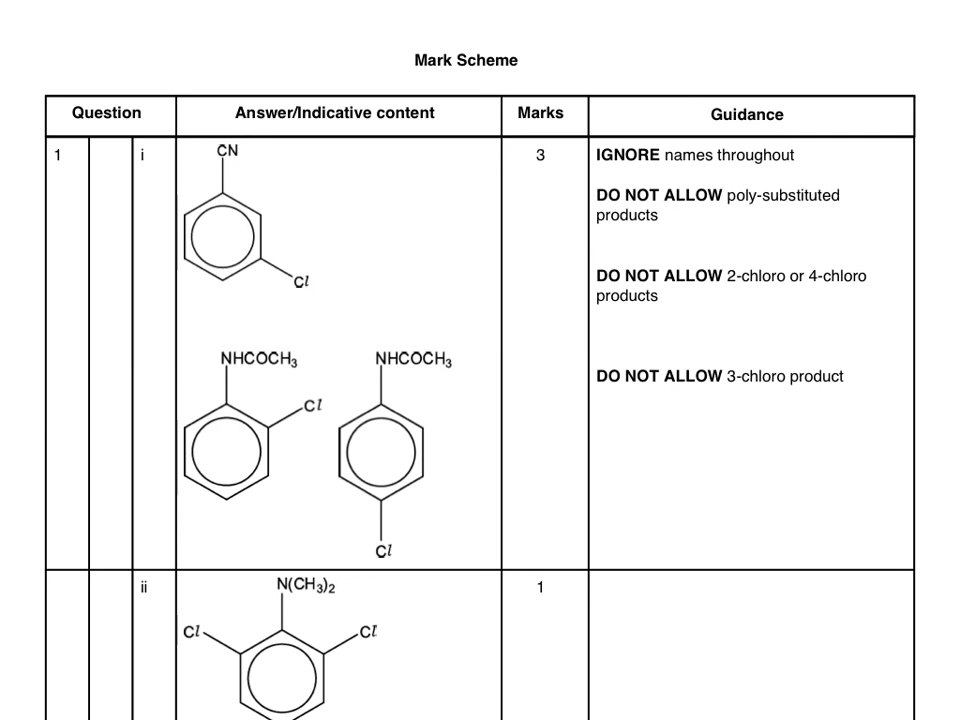 Mark Scheme
Question Answer/Indicative content Marks Guidance
1 i 3
CN
Cl
IGNORE names throughout
DO NOT ALLOW poly-substituted
products
DO NOT ALLOW 2-chloro or 4-chloro
products
NHCOCH₃ NHCOCH₃
DO NOT ALLOW 3-chloro product
Cl
Cl
ii 1
N(CH₃)₂
Cl Cl